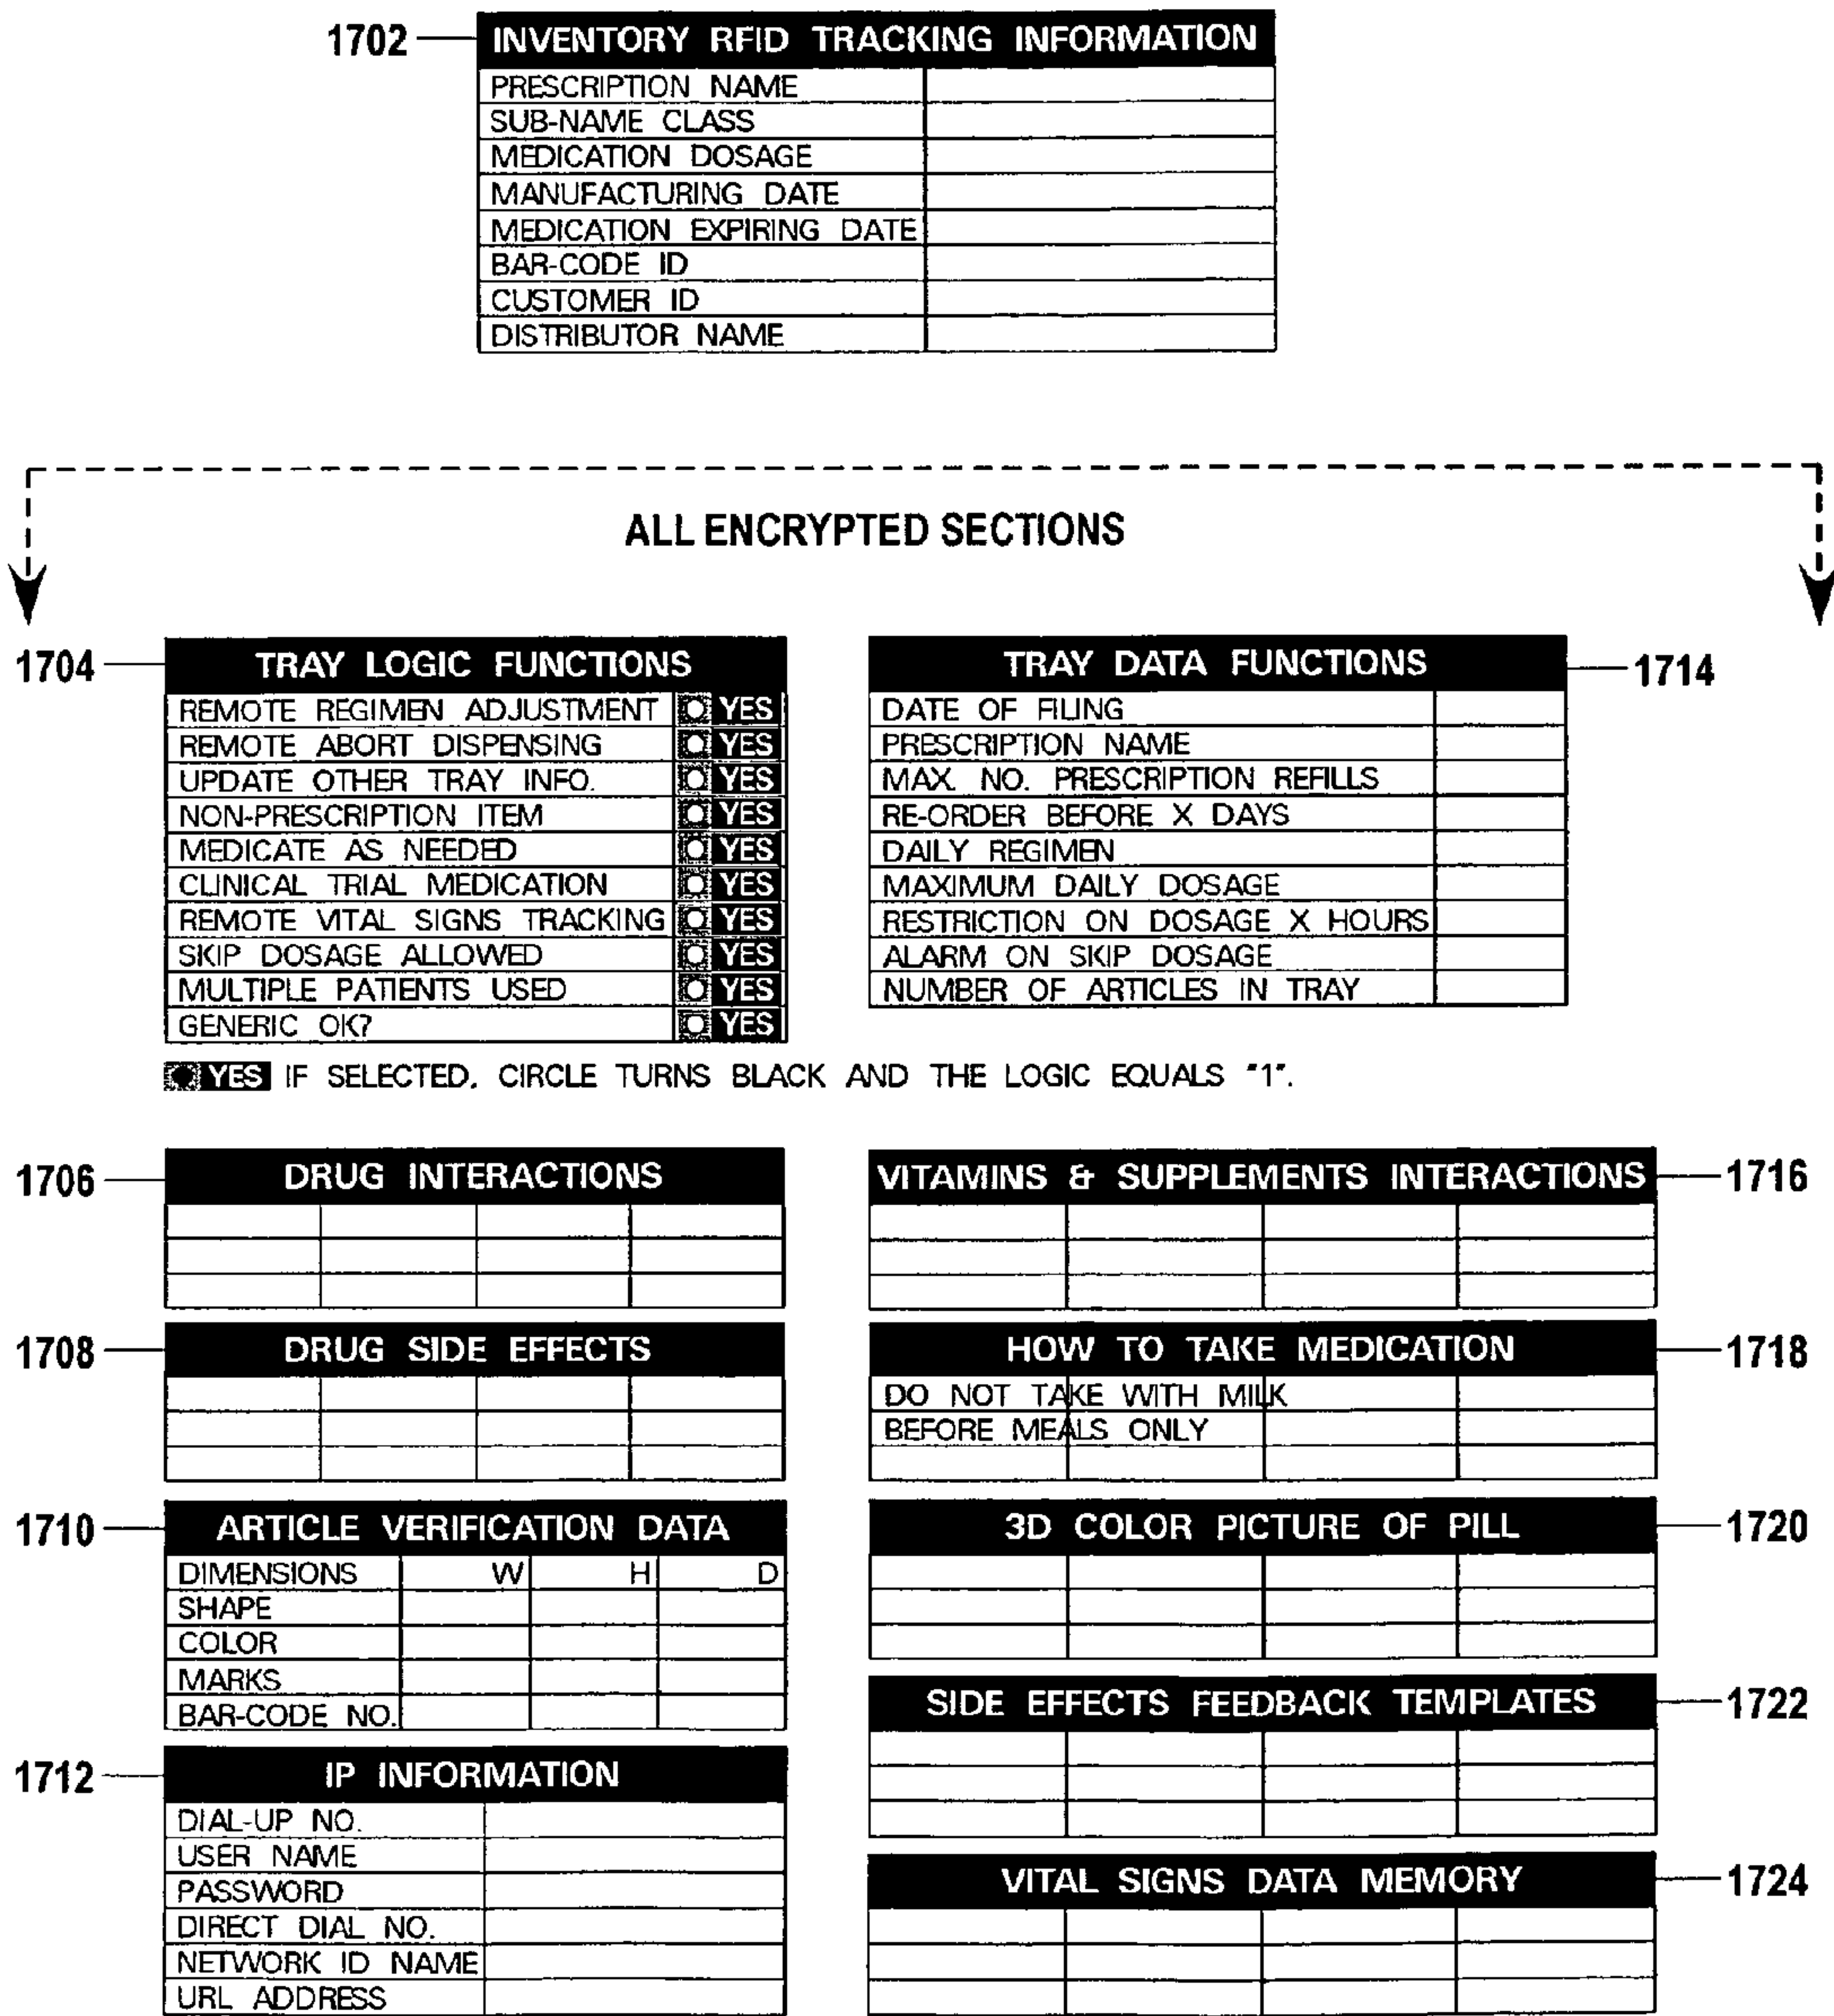 1702 INVENTORY RFID TRACKING INFORMATION
PRESCRIPTION NAME
SUB-NAME CLASS
MEDICATION DOSAGE
MANUFACTURING DATE
MEDICATION EXPIRING DATE
BAR-CODE ID
CUSTOMER ID
DISTRIBUTOR NAME
ALL ENCRYPTED SECTIONS
1704 TRAY LOGIC FUNCTIONS
REMOTE REGIMEN ADJUSTMENT YES
REMOTE ABORT DISPENSING YES
UPDATE OTHER TRAY INFO. YES
NON-PRESCRIPTION ITEM YES
MEDICATE AS NEEDED YES
CLINICAL TRIAL MEDICATION YES
REMOTE VITAL SIGNS TRACKING YES
SKIP DOSAGE ALLOWED YES
MULTIPLE PATIENTS USED YES
GENERIC OK? YES
TRAY DATA FUNCTIONS 1714
DATE OF FILING
PRESCRIPTION NAME
MAX. NO. PRESCRIPTION REFILLS
RE-ORDER BEFORE X DAYS
DAILY REGIMEN
MAXIMUM DAILY DOSAGE
RESTRICTION ON DOSAGE X HOURS
ALARM ON SKIP DOSAGE
NUMBER OF ARTICLES IN TRAY
YES IF SELECTED, CIRCLE TURNS BLACK AND THE LOGIC EQUALS "1".
1706 DRUG INTERACTIONS
VITAMINS & SUPPLEMENTS INTERACTIONS 1716
1708 DRUG SIDE EFFECTS
HOW TO TAKE MEDICATION 1718
DO NOT TAKE WITH MILK
BEFORE MEALS ONLY
1710 ARTICLE VERIFICATION DATA
DIMENSIONS W H D
SHAPE
COLOR
MARKS
BAR-CODE NO.
3D COLOR PICTURE OF PILL 1720
SIDE EFFECTS FEEDBACK TEMPLATES 1722
1712 IP INFORMATION
DIAL-UP NO.
USER NAME
PASSWORD
DIRECT DIAL NO.
NETWORK ID NAME
URL ADDRESS
VITAL SIGNS DATA MEMORY 1724